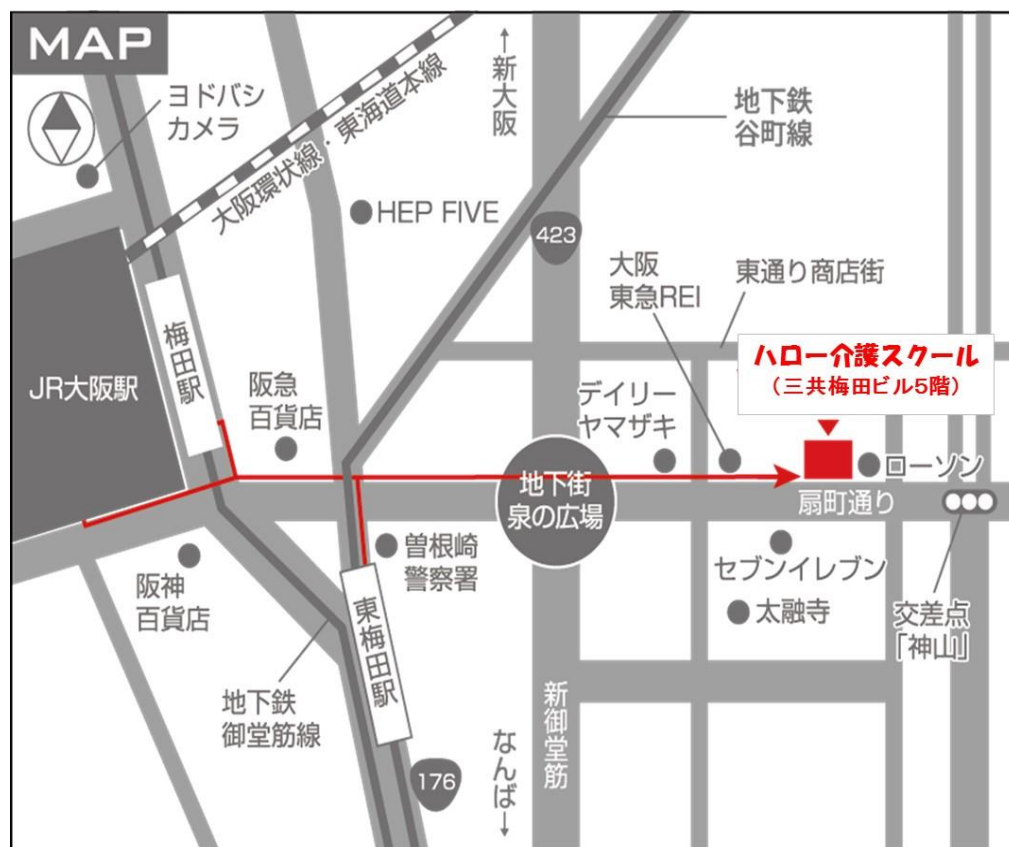 MAP
ヨドバシ
カメラ
大阪環状線・東海道本線
↑新大阪
地下鉄
谷町線
HEP FIVE
423
大阪
東急REI
東通り商店街
ハロー介護スクール
（三共梅田ビル5階）
JR大阪駅
梅田駅
阪急
百貨店
デイリー
ヤマザキ
地下街
泉の広場
ローソン
扇町通り
曽根崎
警察署
阪神
百貨店
セブンイレブン
太融寺
交差点
「神山」
東梅田駅
地下鉄
御堂筋線
新御堂筋
なんば↓
176